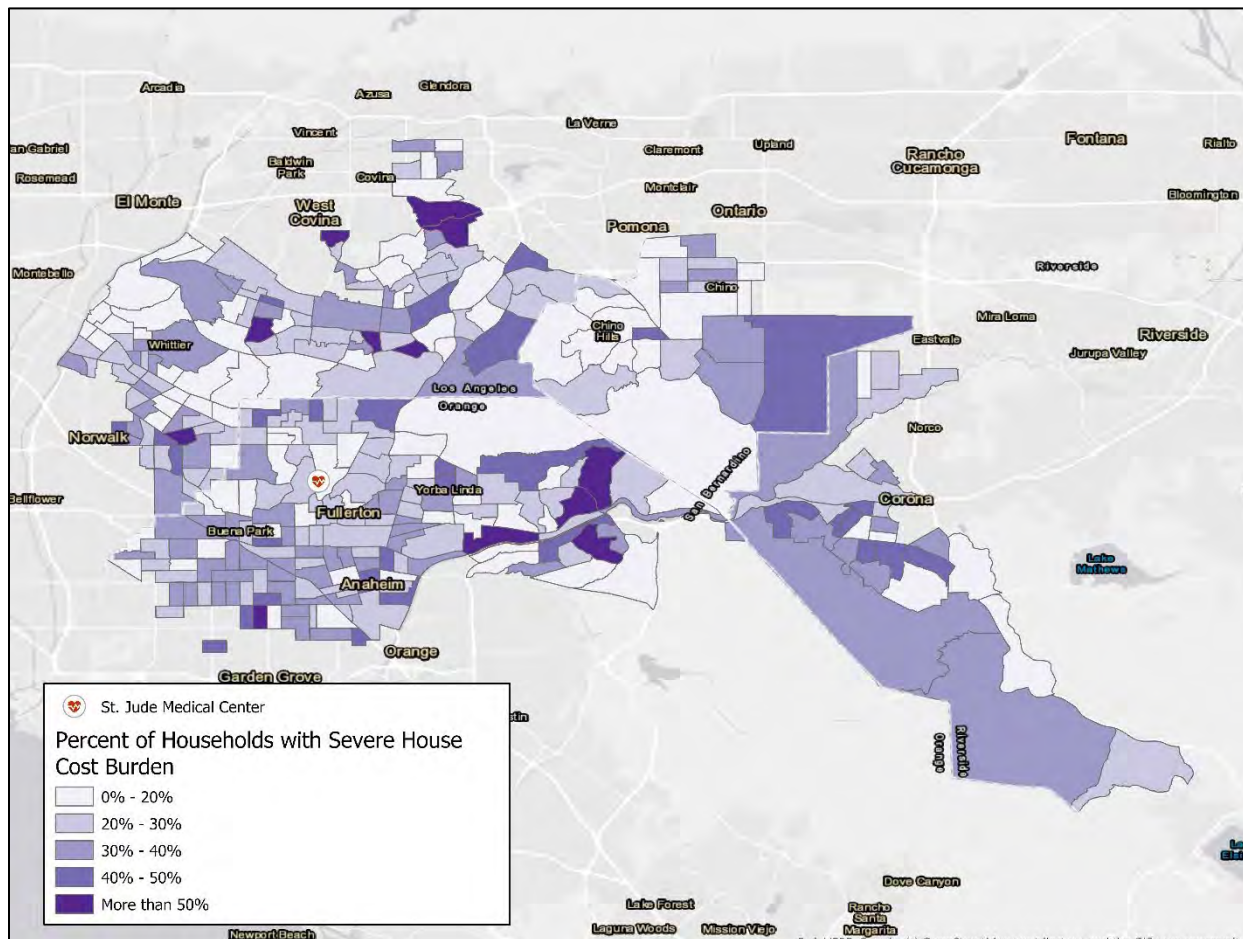 Arcadia
Azusa
Glendora
Vincent
La Verne
an Gabriel
Baldwin
Park
Claremont
Upland
Fontana
Rialto
Rosemead
Covina
Rancho
Cucamonga
El Monte
West
Covina
Montclair
Bloomington
Pomona
Ontario
Montebello
Riverside
Chino
Mira Loma
Whittier
Chino
Hills
Eastvale
Riverside
Jurupa Valley
Los Angeles
Orange
Norwalk
Norco
San Bernardino
Bellflower
Yorba Linda
Corona
Fullerton
Buena Park
Lake
Mathews
Anaheim
Orange
Garden Grove
St. Jude Medical Center
Percent of Households with Severe House
Cost Burden
0% - 20%
20% - 30%
30% - 40%
40% - 50%
More than 50%
stin
Orange
Riverside
Dove Canyon
Lake Forest
Rancho
Santa
Margarita
Laguna Woods
Mission Viejo
Newport Beach